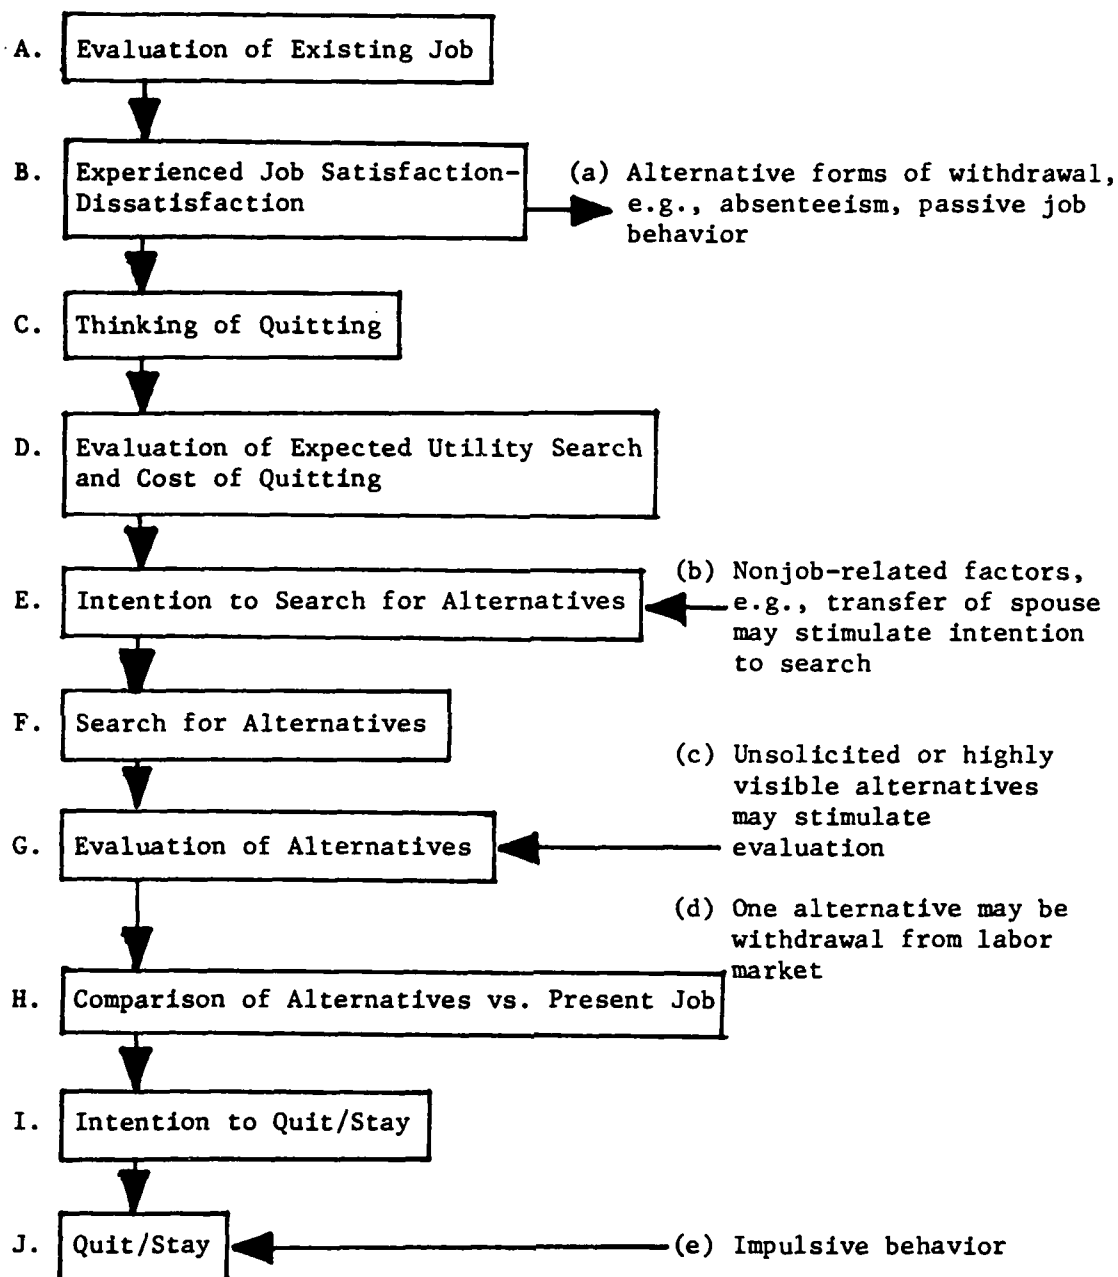 A. Evaluation of Existing Job
B. Experienced Job Satisfaction-
Dissatisfaction
(a) Alternative forms of withdrawal,
e.g., absenteeism, passive job
behavior
C. Thinking of Quitting
D. Evaluation of Expected Utility Search
and Cost of Quitting
E. Intention to Search for Alternatives
(b) Nonjob-related factors,
e.g., transfer of spouse
may stimulate intention
to search
F. Search for Alternatives
(c) Unsolicited or highly
visible alternatives
may stimulate
evaluation
G. Evaluation of Alternatives
(d) One alternative may be
withdrawal from labor
market
H. Comparison of Alternatives vs. Present Job
I. Intention to Quit/Stay
J. Quit/Stay
(e) Impulsive behavior